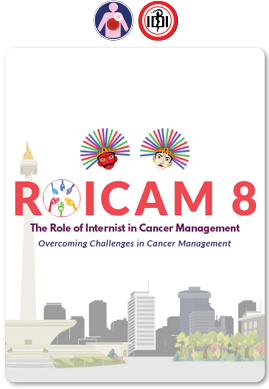 ROICAM 8
The Role of Internist in Cancer Management
Overcoming Challenges in Cancer Management